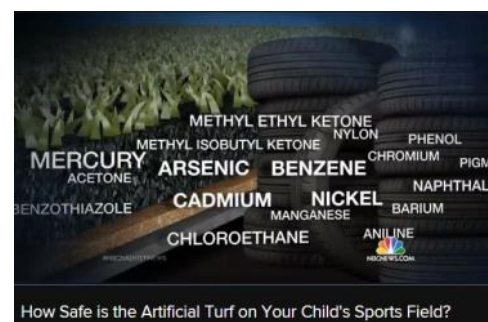 METHYL ETHYL KETONE
NYLON
PHENOL
METHYL ISOBUTYL KETONE
CHROMIUM
MERCURY
ARSENIC
BENZENE
PIGM
ACETONE
NAPHTHAL
CADMIUM
NICKEL
BENZOTHIAZOLE
MANGANESE
BARIUM
CHLOROETHANE
ANILINE
NBCNEWS.COM
How Safe is the Artificial Turf on Your Child's Sports Field?